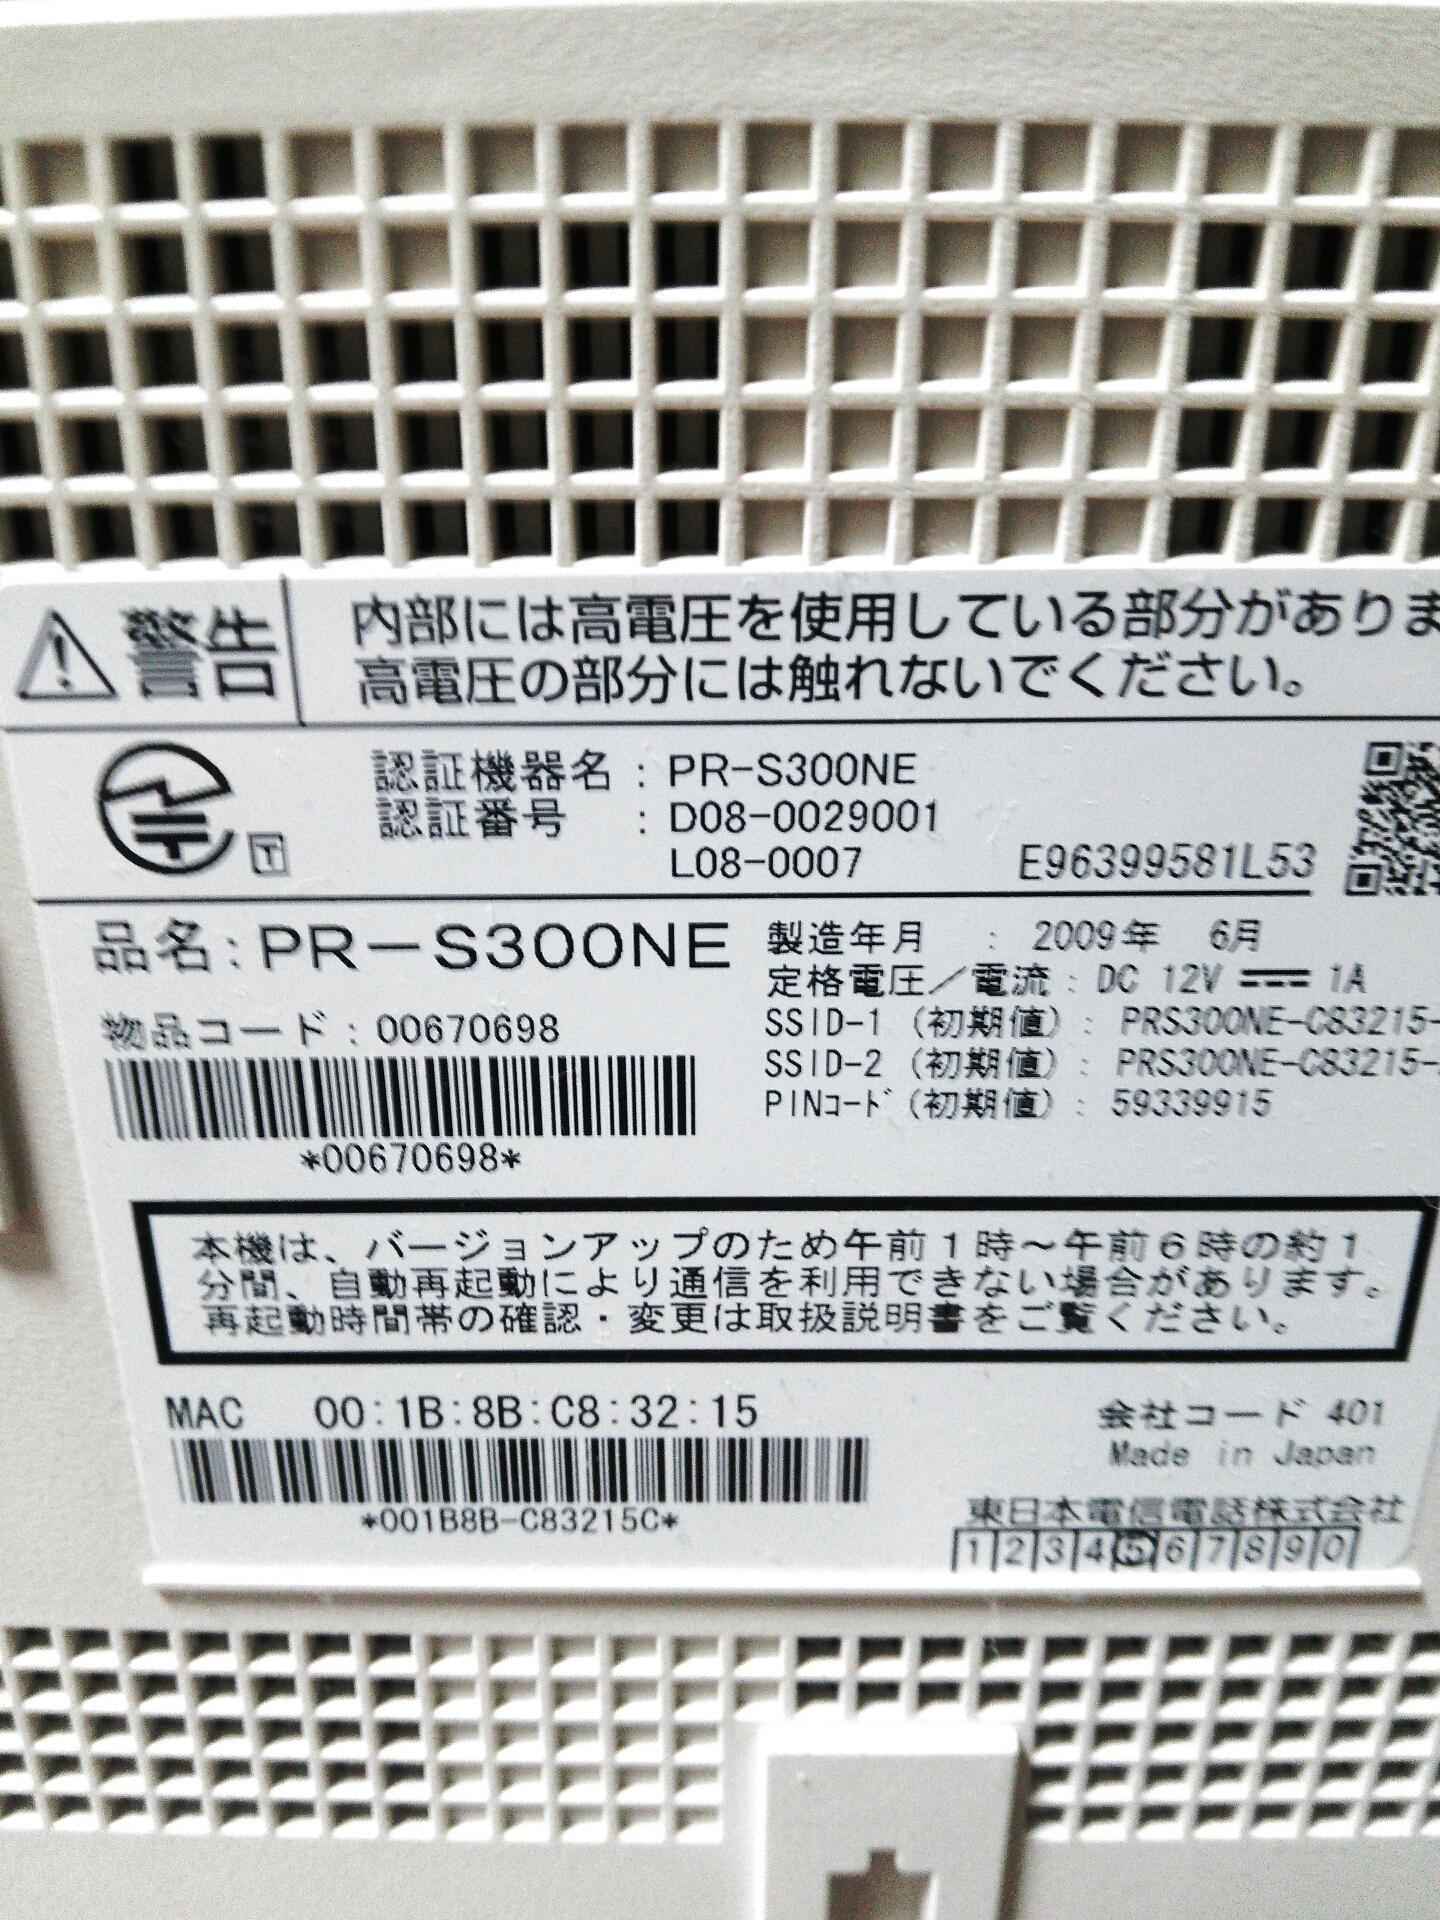 警告
内部には高電圧を使用している部分がありま
高電圧の部分には触れないでください。
認証機器名 : PR-S300NE
認証番号 : D08-0029001
L08-0007 E96399581L53
T
品名:PR-S300NE
物品コード : 00670698
*00670698*
製造年月 : 2009年 6月
定格電圧/電流 : DC 12V 1A
SSID-1 (初期値) : PRS300NE-C83215-
SSID-2 (初期値) : PRS300NE-C83215-
PINコード(初期値) : 59339915
本機は、バージョンアップのため午前1時〜午前6時の約1
分間、自動再起動により通信を利用できない場合があります。
再起動時間帯の確認・変更は取扱説明書をご覧ください。
MAC 00:1B:8B:C8:32:15
*001B8B-C83215C*
会社コード 401
Made in Japan
東日本電信電話株式会社
1 2 3 4 5 6 7 8 9 0